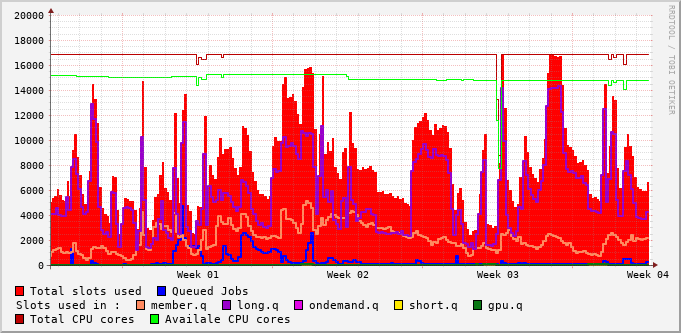 20000
18000
16000
14000
12000
10000
8000
6000
4000
2000
0
Week 01 Week 02 Week 03 Week 04
RRDTOOL / TOBI OETIKER
Total slots used Queued Jobs
Slots used in : member.q long.q ondemand.q short.q gpu.q
Total CPU cores Availale CPU cores